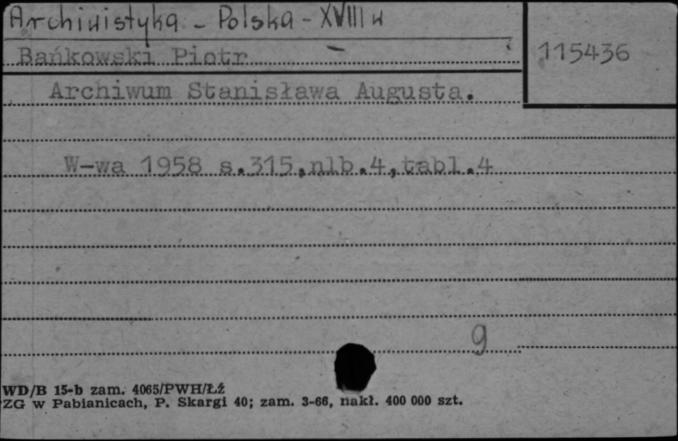 Archiwistyka - Polska - XVIII w
Bańkowski Piotr
115436
Archiwum Stanisława Augusta.
W-wa 1958 s.315,nlb.4,tabl.4
9
WD/B 15-b zam. 4065/PWH/ŁŹ
ZG w Pabianicach, P. Skargi 40; zam. 3-66, nakł. 400 000 szt.